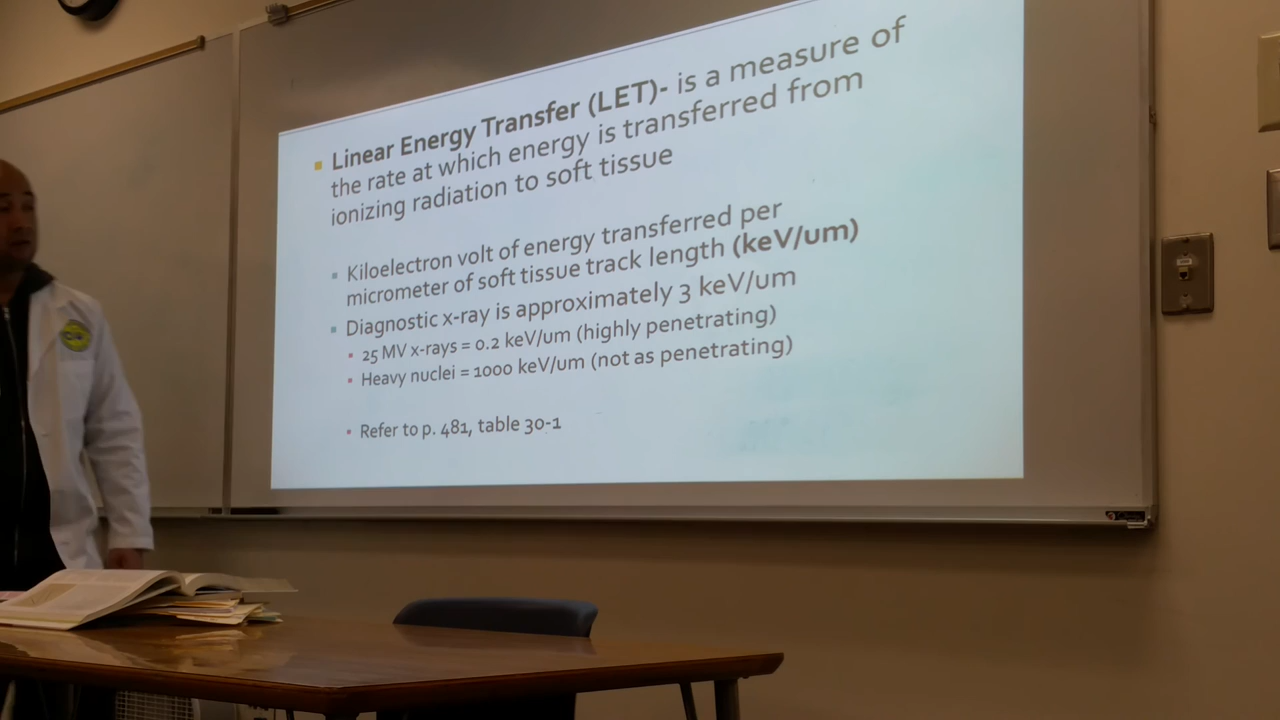 Linear Energy Transfer (LET)- is a measure of
the rate at which energy is transferred from
ionizing radiation to soft tissue
Kiloelectron volt of energy transferred per
micrometer of soft tissue track length (keV/um)
Diagnostic x-ray is approximately 3 keV/um
25 MV x-rays = 0.2 keV/um (highly penetrating)
Heavy nuclei = 1000 keV/um (not as penetrating)
Refer to p. 481, table 30-1